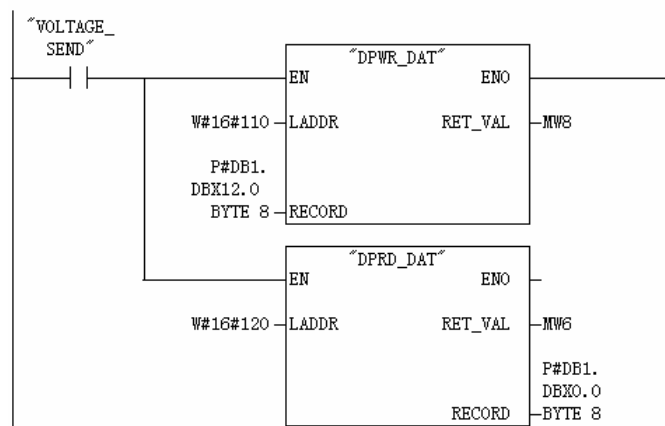 "VOLTAGE_
SEND"
"DPWR_DAT"
EN ENO
W#16#110 LADDR RET_VAL MW8
P#DB1.
DBX12.0
BYTE 8 RECORD
"DPRD_DAT"
EN ENO
W#16#120 LADDR RET_VAL MW6
P#DB1.
DBX0.0
RECORD BYTE 8